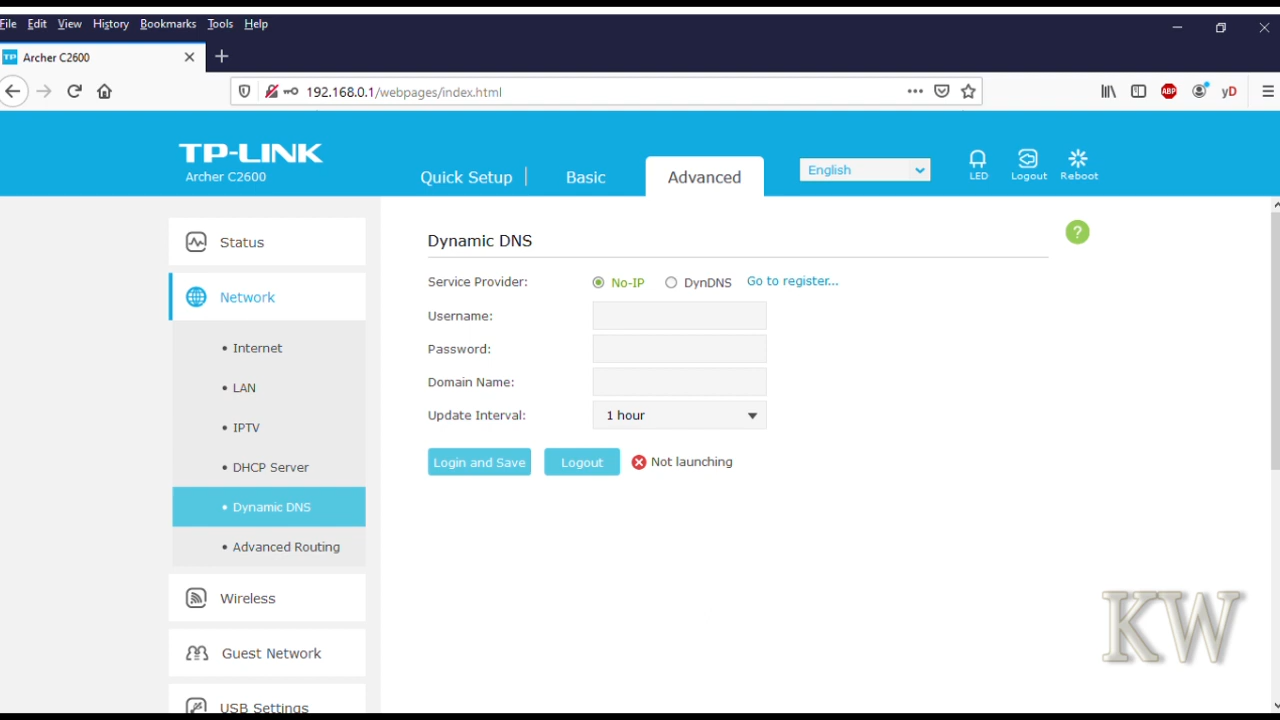 File Edit View History Bookmarks Tools Help
TP Archer C2600
192.168.0.1/webpages/index.html
ABP
yD
TP-LINK
Archer C2600
Quick Setup
Basic
Advanced
English
LED
Logout
Reboot
Status
Network
• Internet
• LAN
• IPTV
• DHCP Server
• Dynamic DNS
• Advanced Routing
Wireless
Guest Network
USB Settings
Dynamic DNS
?
Service Provider: No-IP DynDNS Go to register...
Username:
Password:
Domain Name:
Update Interval: 1 hour
Login and Save Logout Not launching
KW